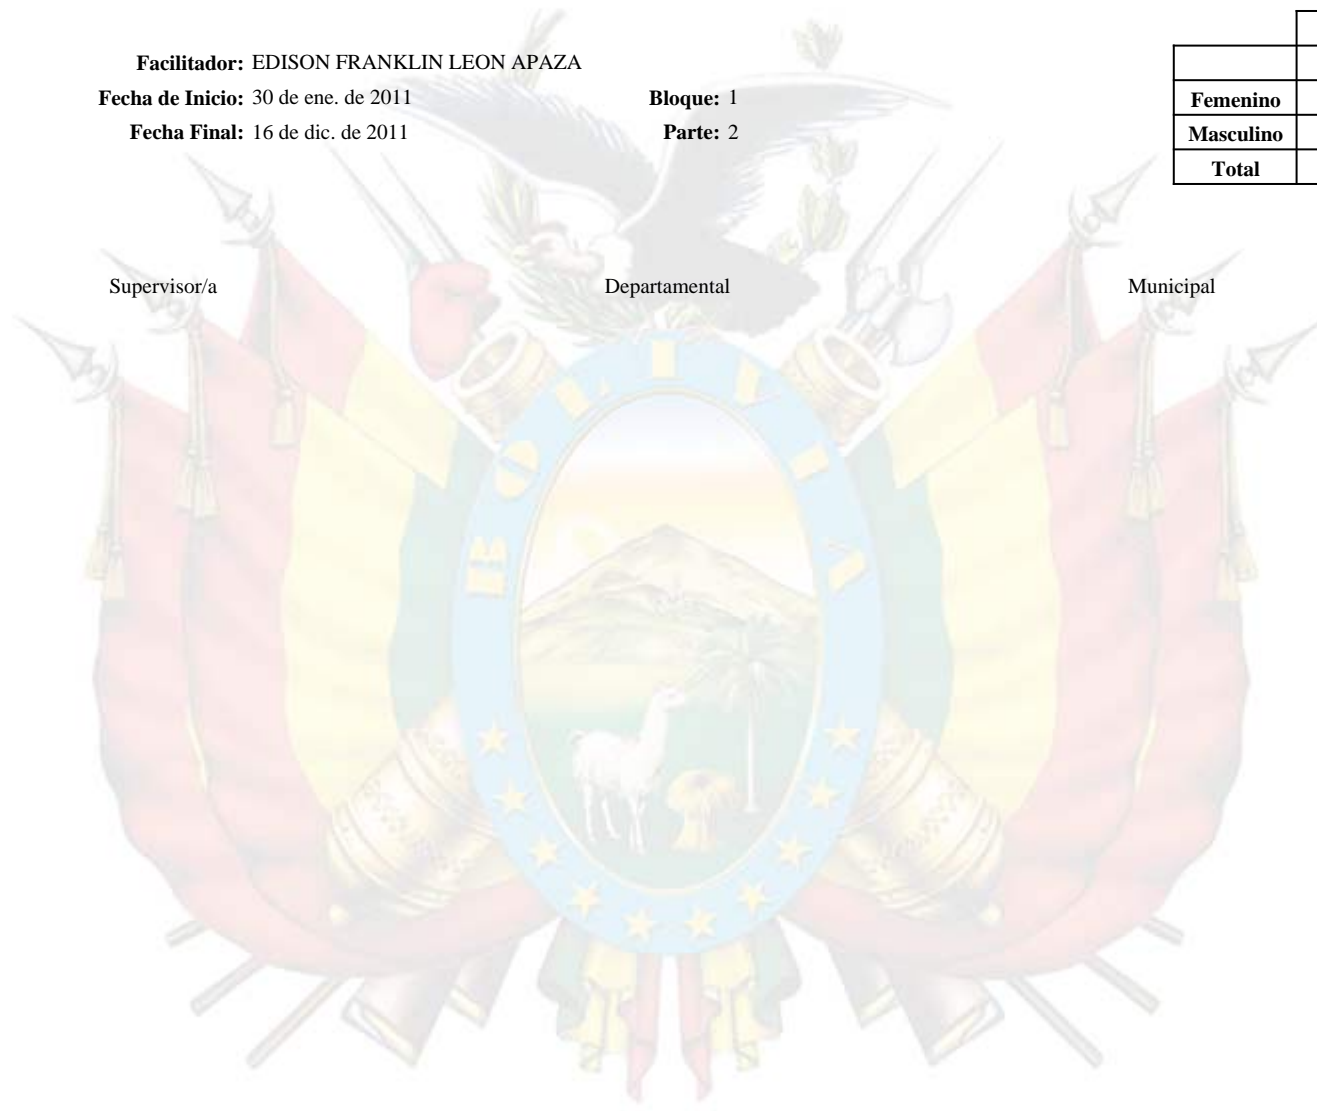 Facilitador: EDISON FRANKLIN LEON APAZA
Fecha de Inicio: 30 de ene. de 2011 Bloque: 1
Fecha Final: 16 de dic. de 2011 Parte: 2
Femenino
Masculino
Total
Supervisor/a Departamental Municipal
BOLIVIA